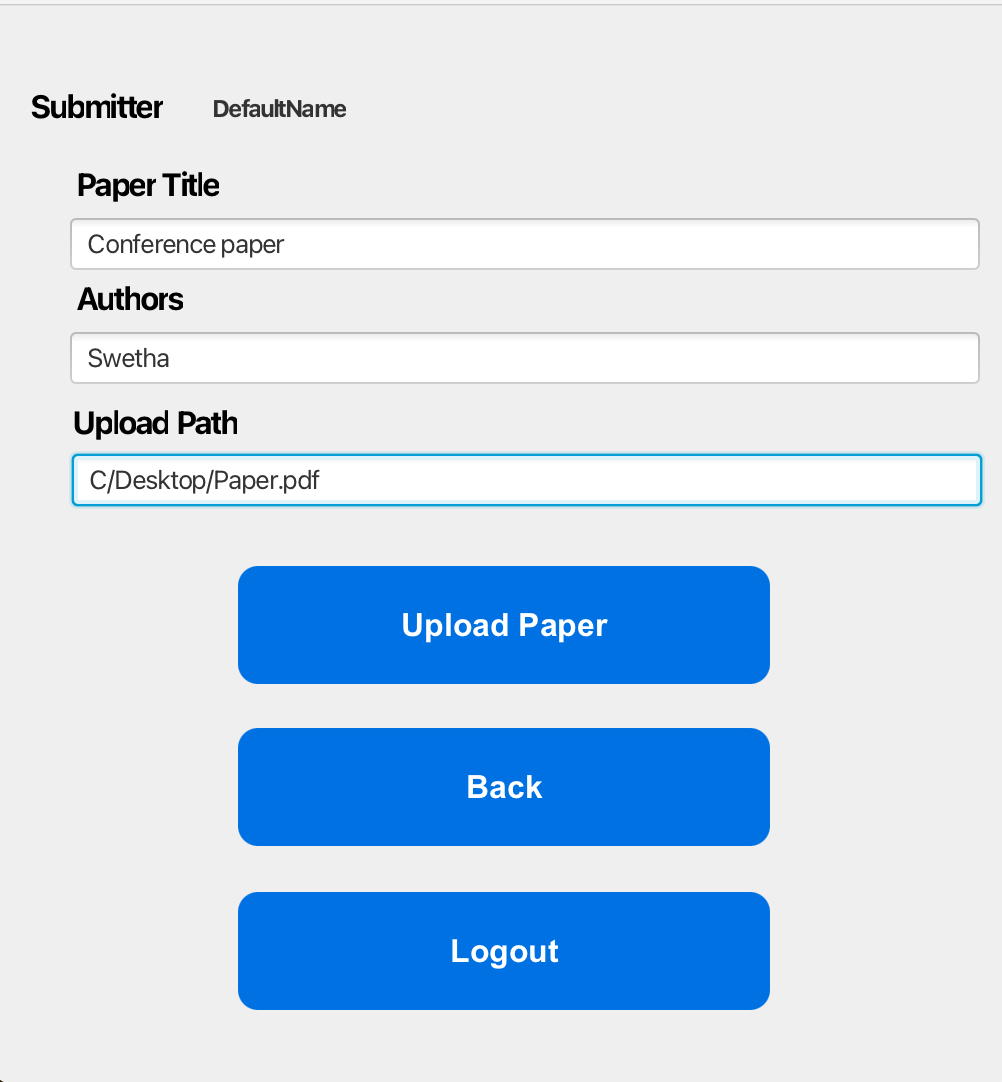 Submitter DefaultName
Paper Title
Conference paper
Authors
Swetha
Upload Path
C/Desktop/Paper.pdf
Upload Paper
Back
Logout